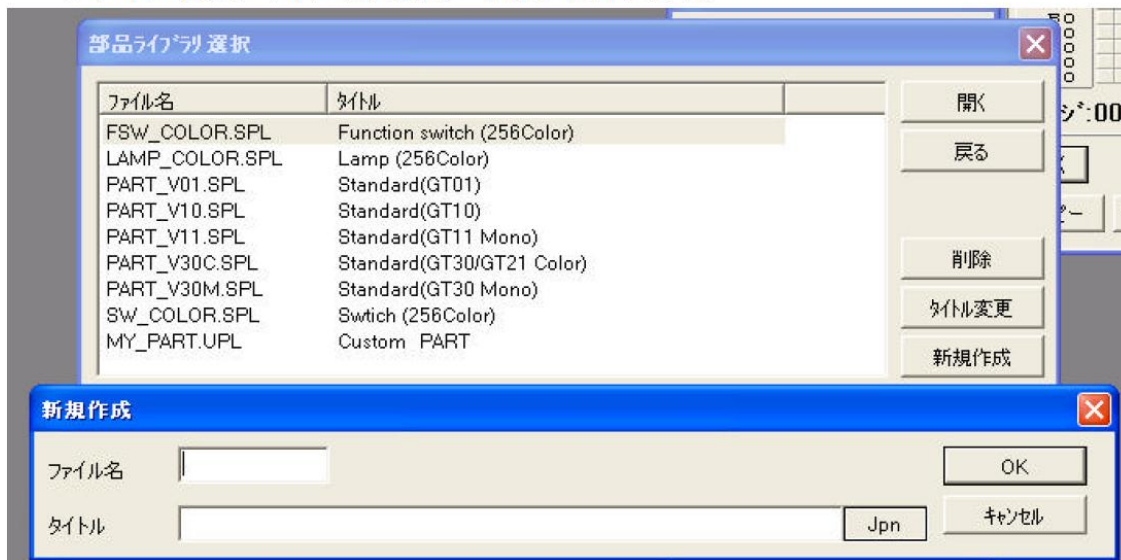 部品ライブラリ選択
ファイル名 タイトル
FSW_COLOR.SPL Function switch (256Color)
LAMP_COLOR.SPL Lamp (256Color)
PART_V01.SPL Standard(GT01)
PART_V10.SPL Standard(GT10)
PART_V11.SPL Standard(GT11 Mono)
PART_V30C.SPL Standard(GT30/GT21 Color)
PART_V30M.SPL Standard(GT30 Mono)
SW_COLOR.SPL Swtich (256Color)
MY_PART.UPL Custom PART
開く
戻る
削除
タイトル変更
新規作成
ジ:00
ピー
新規作成
ファイル名
OK
タイトル
Jpn
キャンセル